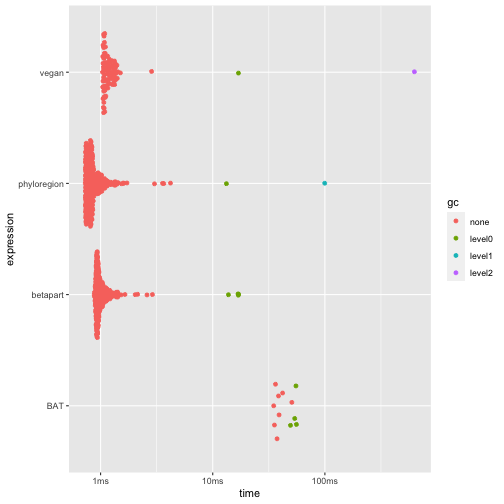 expression
vegan
phyloregion
betapart
BAT
1ms
10ms
100ms
time
gc
none
level0
level1
level2